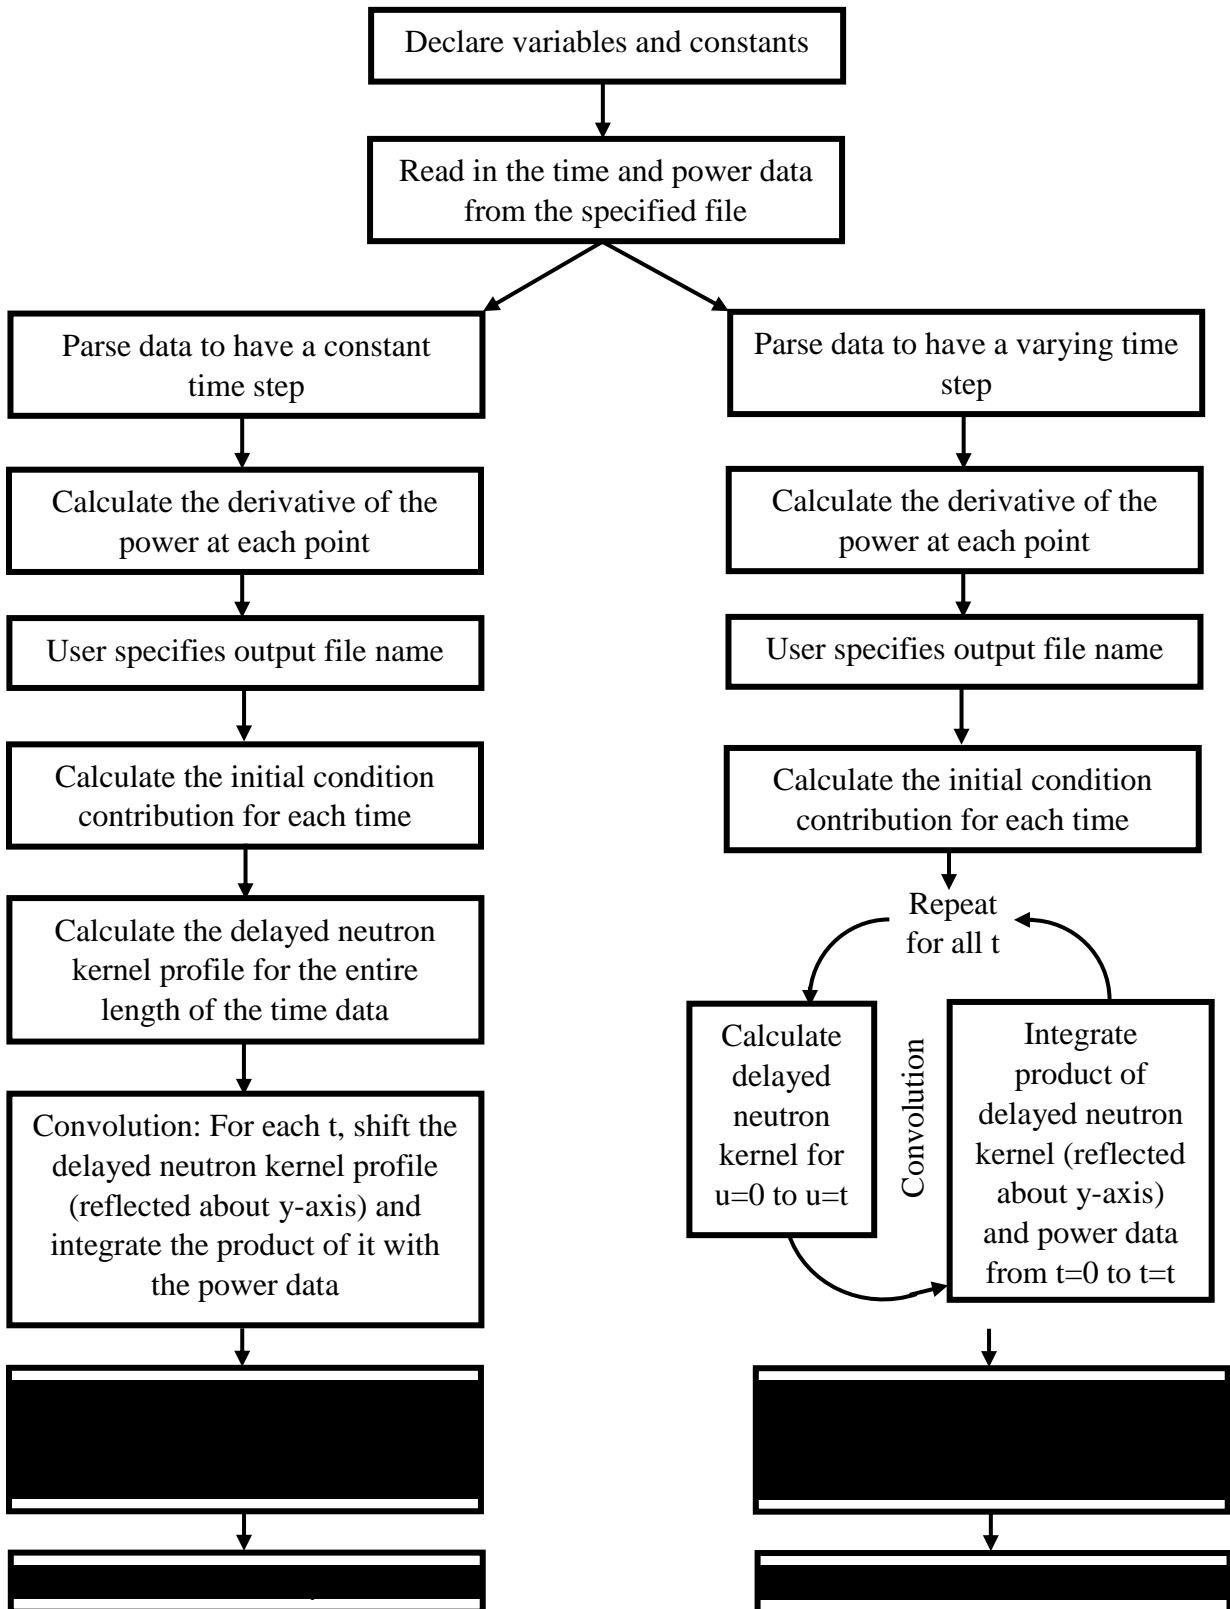 Declare variables and constants
Read in the time and power data
from the specified file
Parse data to have a constant
time step
Calculate the derivative of the
power at each point
User specifies output file name
Calculate the initial condition
contribution for each time
Calculate the delayed neutron
kernel profile for the entire
length of the time data
Convolution: For each t, shift the
delayed neutron kernel profile
(reflected about y-axis) and
integrate the product of it with
the power data
Parse data to have a varying time
step
Calculate the derivative of the
power at each point
User specifies output file name
Calculate the initial condition
contribution for each time
Repeat
for all t
Calculate
delayed
neutron
kernel for
u=0 to u=t
Convolution
Integrate
product of
delayed neutron
kernel (reflected
about y-axis)
and power data
from t=0 to t=t